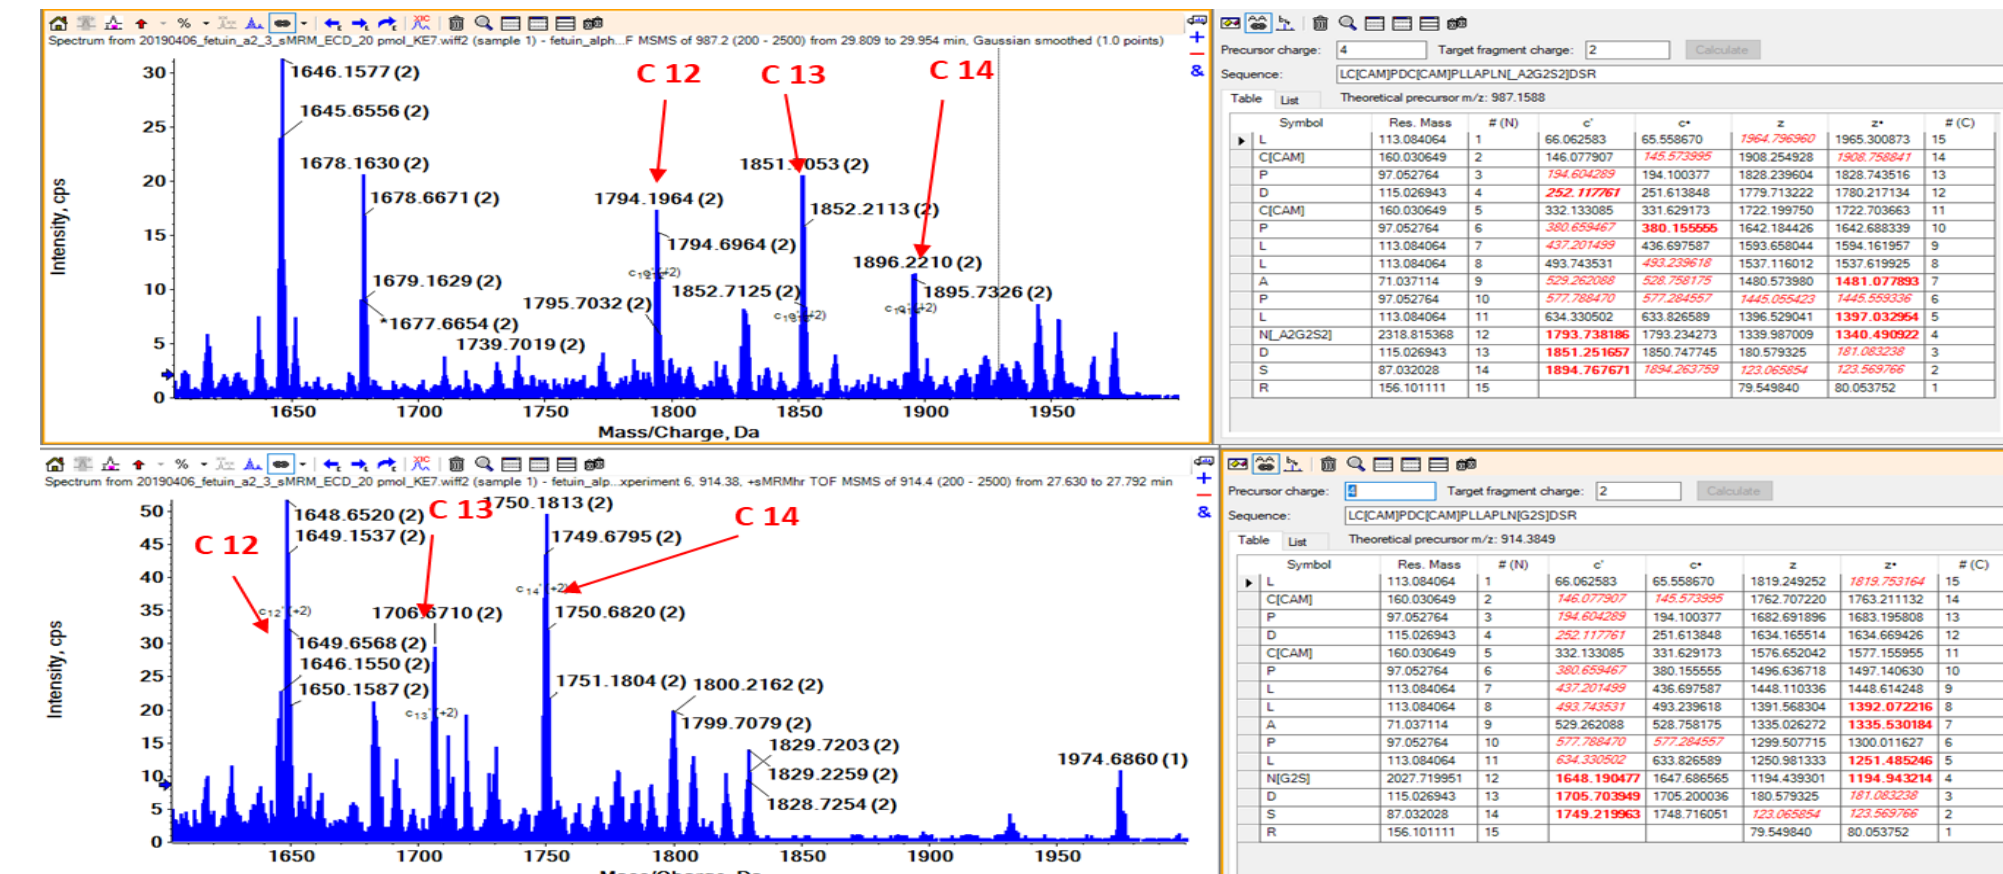 Spectrum from 20190406_fetuin_a2_3_sMRM_ECD_20 pmol_KE7.wiff2 (sample 1) - fetuin_alph...F MSMS of 987.2 (200 - 2500) from 29.809 to 29.954 min, Gaussian smoothed (1.0 points)
Intensity, cps
30
25
20
15
10
5
0
1646.1577 (2)
1645.6556 (2)
1678.1630 (2)
1678.6671 (2)
1679.1629 (2)
*1677.6654 (2)
1739.7019 (2)
C 12
C 13
C 14
1794.1964 (2)
1794.6964 (2)
1795.7032 (2)
1852.2113 (2)
1852.7125 (2)
1896.2210 (2)
1895.7326 (2)
1650 1700 1750 1800 1850 1900 1950
Mass/Charge, Da
Precursor charge: 4 Target fragment charge: 2 Calculate
Sequence: LC[CAM]PDC[CAM]PLLAPLN[_A2G2S2]DSR
Table List Theoretical precursor m/z: 987.1588
Symbol Res. Mass # (N) c' c• z z• # (C)
L 113.084064 1 66.062583 65.558670 1964.796960 1965.300873 15
C[CAM] 160.030649 2 146.077907 145.573995 1908.254928 1908.758841 14
P 97.052764 3 194.604289 194.100377 1828.239604 1828.743516 13
D 115.026943 4 252.117761 251.613848 1779.713222 1780.217134 12
C[CAM] 160.030649 5 332.133085 331.629173 1722.199750 1722.703663 11
P 97.052764 6 380.659467 380.155555 1642.184426 1642.688339 10
L 113.084064 7 437.201499 436.697587 1593.658044 1594.161957 9
L 113.084064 8 493.743531 493.239618 1537.116012 1537.619925 8
A 71.037114 9 529.262088 528.758175 1480.573980 1481.077893 7
P 97.052764 10 577.788470 577.284557 1445.055423 1445.559336 6
L 113.084064 11 634.330502 633.826589 1396.529041 1397.032954 5
N[_A2G2S2] 2318.815368 12 1793.738186 1793.234273 1339.987009 1340.490922 4
D 115.026943 13 1851.251657 1850.747745 180.579325 181.083238 3
S 87.032028 14 1894.767671 1894.263759 123.065854 123.569766 2
R 156.101111 15 79.549840 80.053752 1
Spectrum from 20190406_fetuin_a2_3_sMRM_ECD_20 pmol_KE7.wiff2 (sample 1) - fetuin_alp...xperiment 6, 914.38, +sMRMhr TOF MSMS of 914.4 (200 - 2500) from 27.630 to 27.792 min
Intensity, cps
50
45
40
35
30
25
20
15
10
5
0
C 12
C 13
C 14
1648.6520 (2)
1649.1537 (2)
1649.6568 (2)
1646.1550 (2)
1650.1587 (2)
c12' (+2)
c13' (+2)
c14' (+2)
1750.1813 (2)
1749.6795 (2)
1750.6820 (2)
1751.1804 (2)
1800.2162 (2)
1799.7079 (2)
1829.7203 (2)
1829.2259 (2)
1828.7254 (2)
1974.6860 (1)
1650 1700 1750 1800 1850 1900 1950
Precursor charge: 4 Target fragment charge: 2 Calculate
Sequence: LC[CAM]PDC[CAM]PLLAPLN[G2S]DSR
Table List Theoretical precursor m/z: 914.3849
Symbol Res. Mass # (N) c' c• z z• # (C)
L 113.084064 1 66.062583 65.558670 1819.249252 1819.753164 15
C[CAM] 160.030649 2 146.077907 145.573995 1762.707220 1763.211132 14
P 97.052764 3 194.604289 194.100377 1682.691896 1683.195808 13
D 115.026943 4 252.117761 251.613848 1634.165514 1634.669426 12
C[CAM] 160.030649 5 332.133085 331.629173 1576.652042 1577.155955 11
P 97.052764 6 380.659467 380.155555 1496.636718 1497.140630 10
L 113.084064 7 437.201499 436.697587 1448.110336 1448.614248 9
L 113.084064 8 493.743531 493.239618 1391.568304 1392.072216 8
A 71.037114 9 529.262088 528.758175 1335.026272 1335.530184 7
P 97.052764 10 577.788470 577.284557 1299.507715 1300.011627 6
L 113.084064 11 634.330502 633.826589 1250.981333 1251.485246 5
N[G2S] 2027.719951 12 1648.190477 1647.686565 1194.439301 1194.943214 4
D 115.026943 13 1705.703949 1705.200036 180.579325 181.083238 3
S 87.032028 14 1749.219963 1748.716051 123.065854 123.569766 2
R 156.101111 15 79.549840 80.053752 1